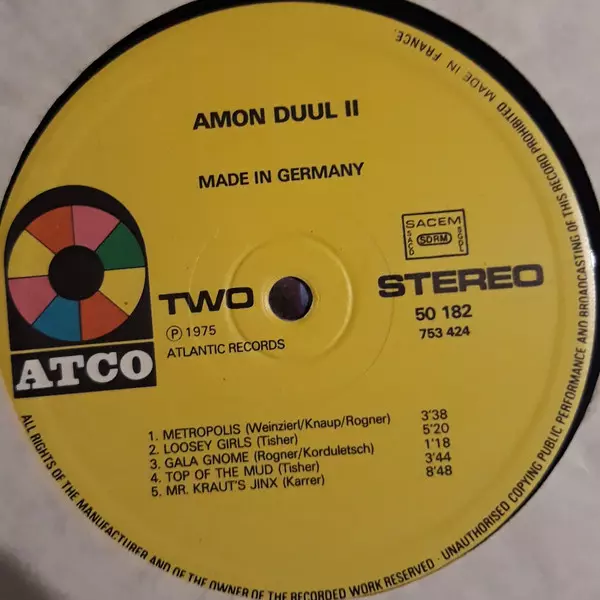 AMON DUUL II
MADE IN GERMANY
SACEM
SACD
SDRM
SGDL
STEREO
50 182
753 424
TWO
℗ 1975
ATLANTIC RECORDS
ATCO
1. METROPOLIS (Weinzierl/Knaup/Rogner) 3'38
2. LOOSEY GIRLS (Tisher) 5'20
3. GALA GNOME (Rogner/Korduletsch) 1'18
4. TOP OF THE MUD (Tisher) 3'44
5. MR. KRAUT'S JINX (Karrer) 8'48
ALL RIGHTS OF THE MANUFACTURER AND OF THE OWNER OF THE RECORDED WORK RESERVED · UNAUTHORISED COPYING PUBLIC PERFORMANCE AND BROADCASTING OF THIS RECORD PROHIBITED MADE IN FRANCE.